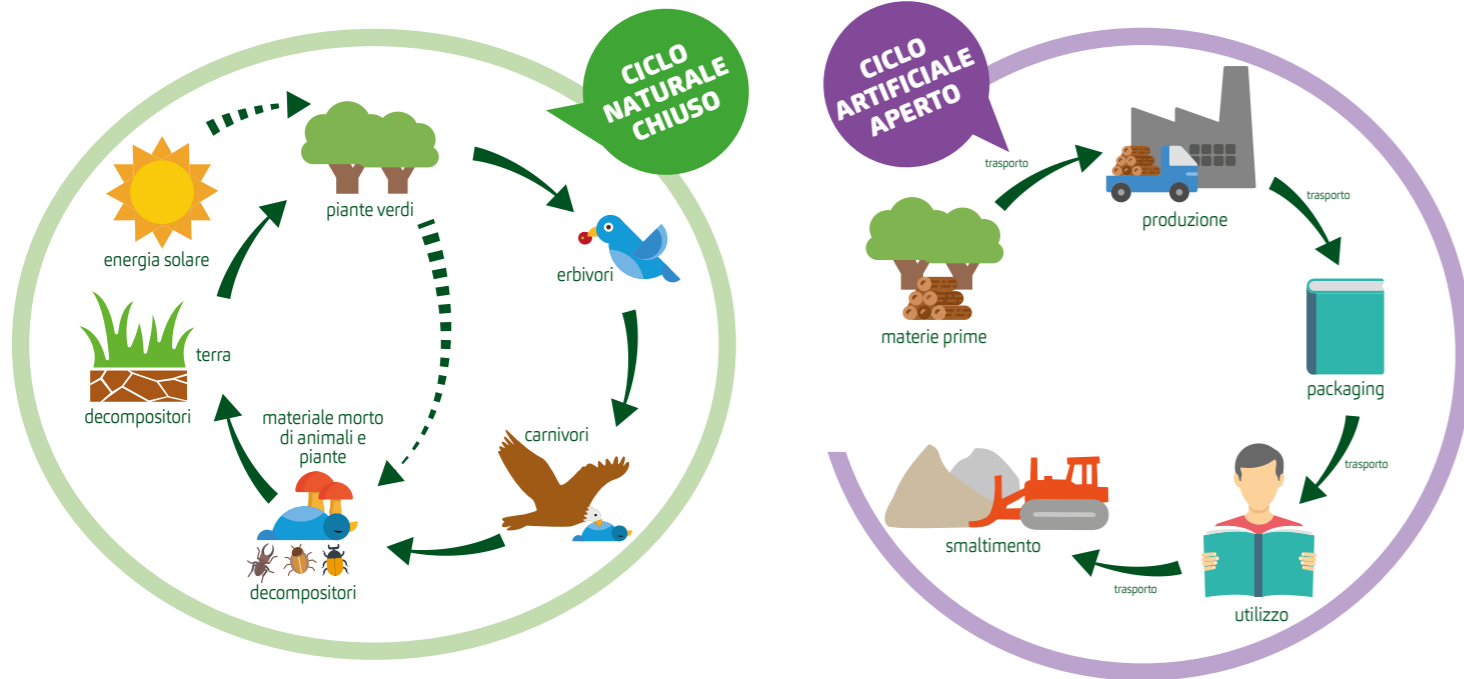 CICLO
NATURALE
CHIUSO
piante verdi
energia solare
erbivori
terra
decompositori
materiale morto
di animali e
piante
carnivori
decompositori
CICLO
ARTIFICIALE
APERTO
trasporto
produzione
trasporto
materie prime
packaging
trasporto
smaltimento
trasporto
utilizzo